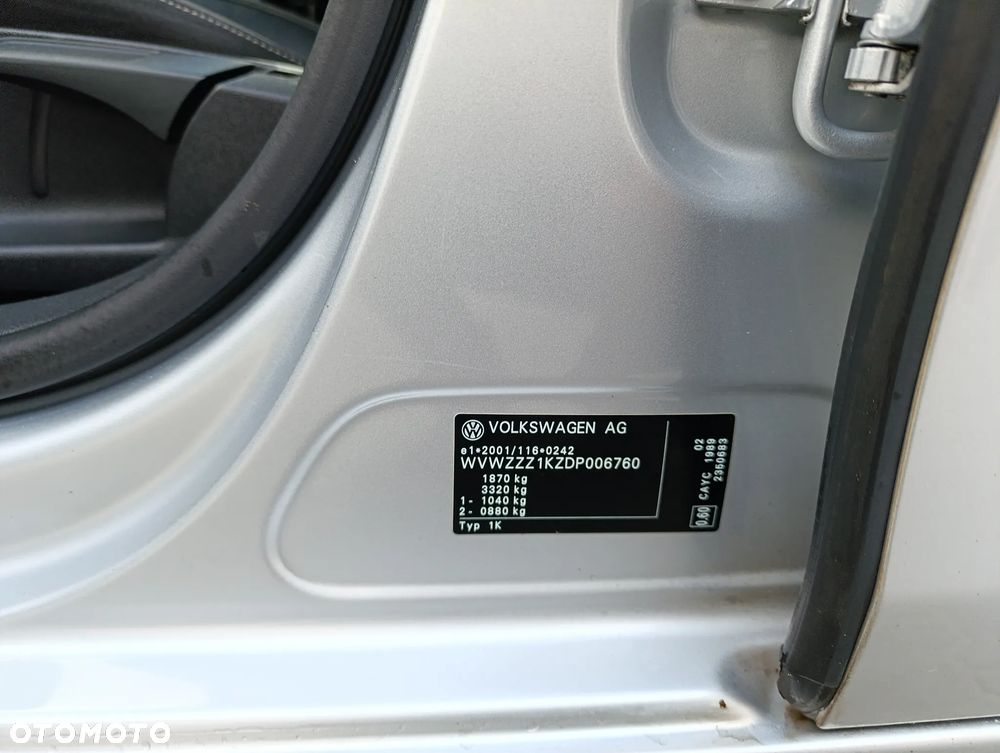 VOLKSWAGEN AG
e1*2001/116*0242
WVWZZZ1KZDP006760
1870 kg
3320 kg
1- 1040 kg
2- 0880 kg
Typ 1K
02
CAYC 1989
0.60 2350683
OTOMOTO